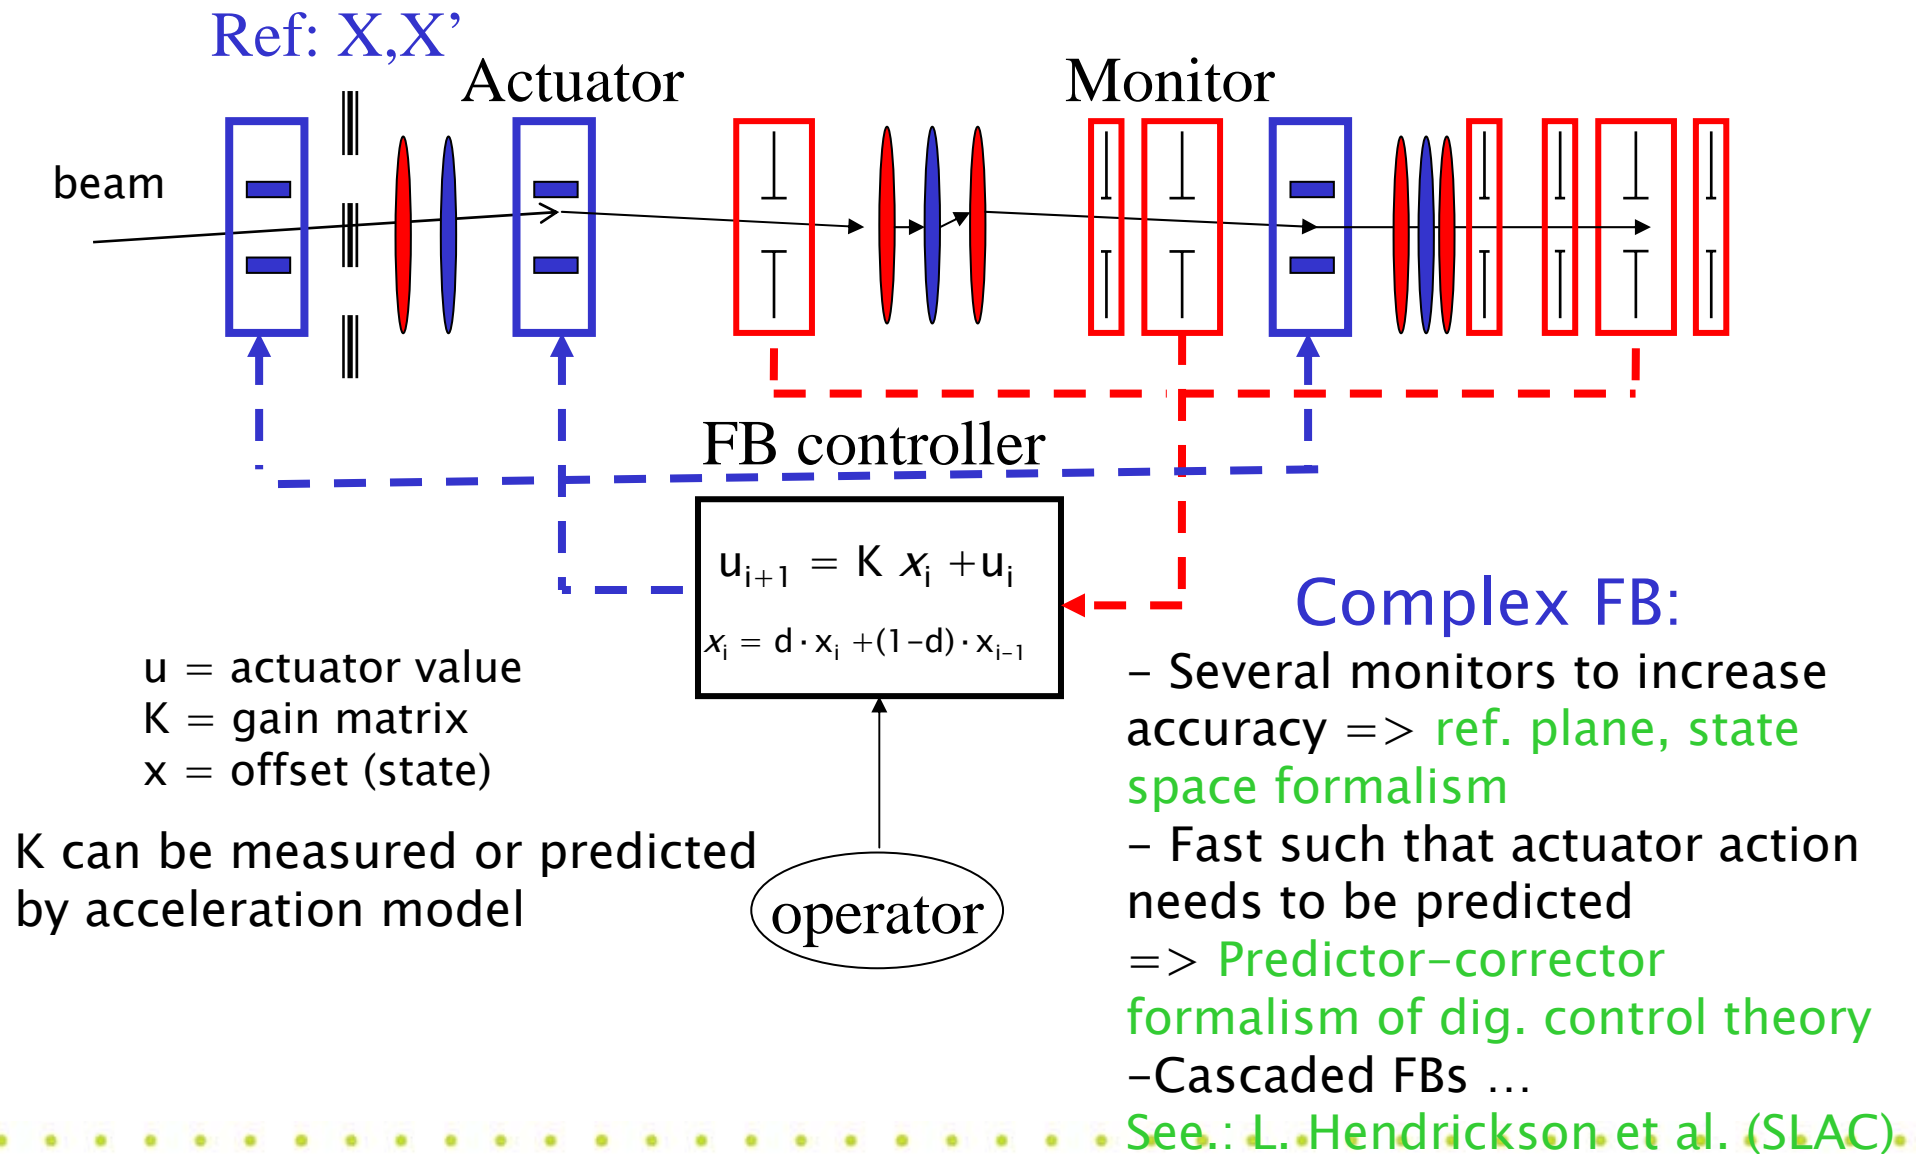 Ref: X,X’
Actuator
Monitor
beam
FB controller
u_{i+1} = K x_i +u_i
x_i = d · x_i +(1-d) · x_{i-1}
u = actuator value
K = gain matrix
x = offset (state)
K can be measured or predicted
by acceleration model
operator
Complex FB:
- Several monitors to increase
accuracy => ref. plane, state
space formalism
- Fast such that actuator action
needs to be predicted
=> Predictor-corrector
formalism of dig. control theory
-Cascaded FBs …
See.: L. Hendrickson et al. (SLAC)